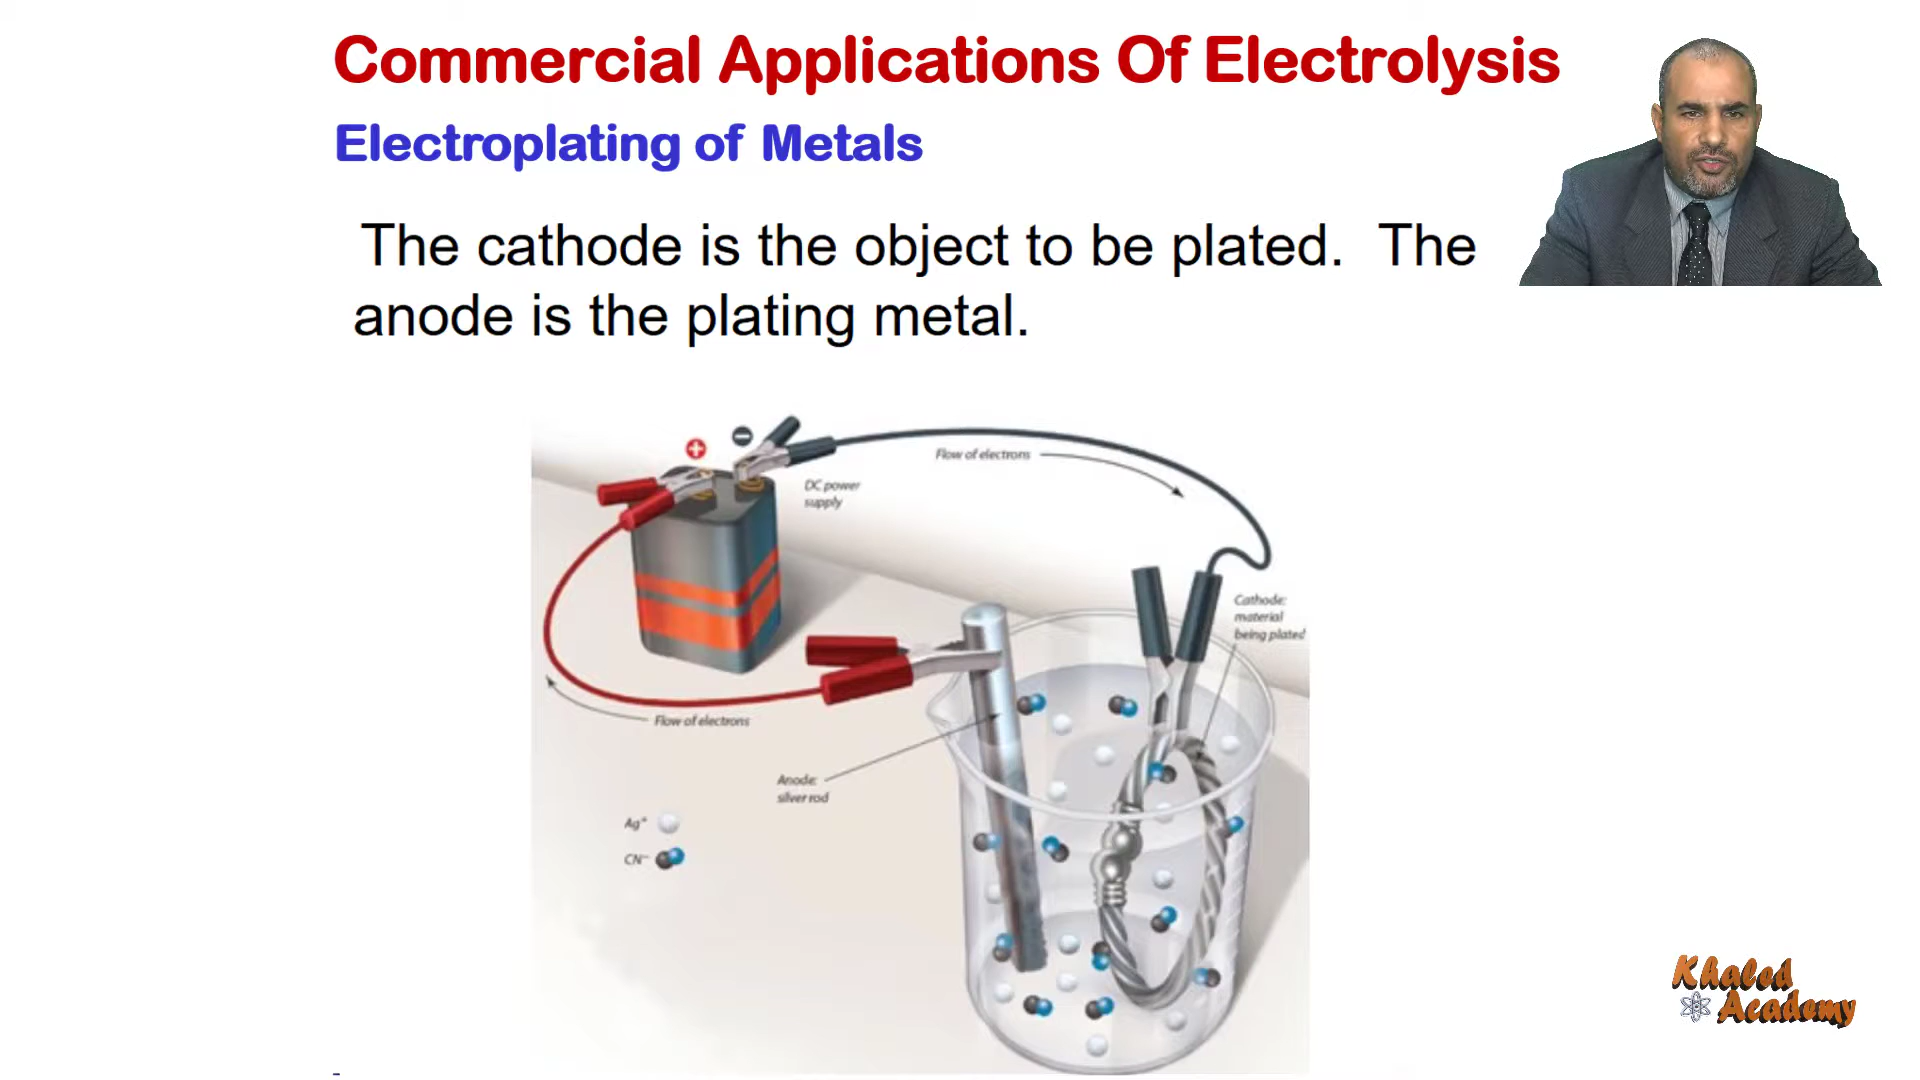 Commercial Applications Of Electrolysis
Electroplating of Metals
The cathode is the object to be plated. The
anode is the plating metal.
+
−
Flow of electrons
DC power
supply
Cathode:
material
being plated
Flow of electrons
Anode:
silver rod
Ag⁺
CN⁻
Khaled
Academy